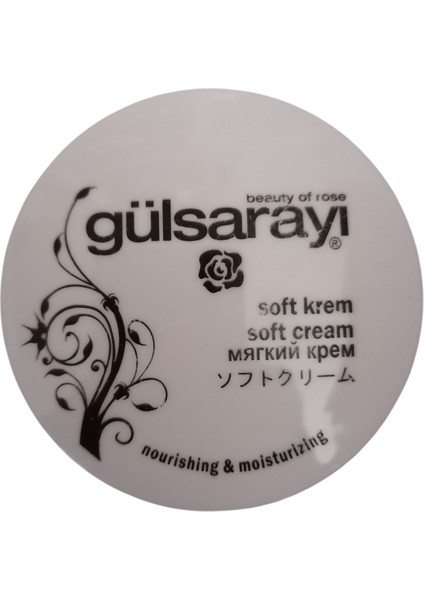 beauty of rose
gülsarayı®
soft krem
soft cream
мягкий крем
ソフトクリーム
nourishing & moisturizing